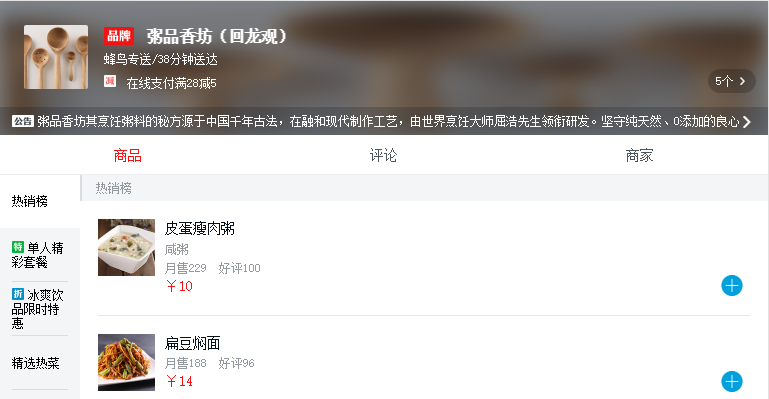 品牌 粥品香坊（回龙观）
蜂鸟专送/38分钟送达
减 在线支付满28减5
5个
公告 粥品香坊其烹饪粥料的秘方源于中国千年古法，在融和现代制作工艺，由世界烹饪大师屈浩先生领衔研发。坚守纯天然、0添加的良心
商品 评论 商家
热销榜
热销榜
皮蛋瘦肉粥
咸粥
月售229 好评100
￥10
特 单人精
彩套餐
折 冰爽饮
品限时特
惠
扁豆焖面
月售188 好评96
￥14
精选热菜